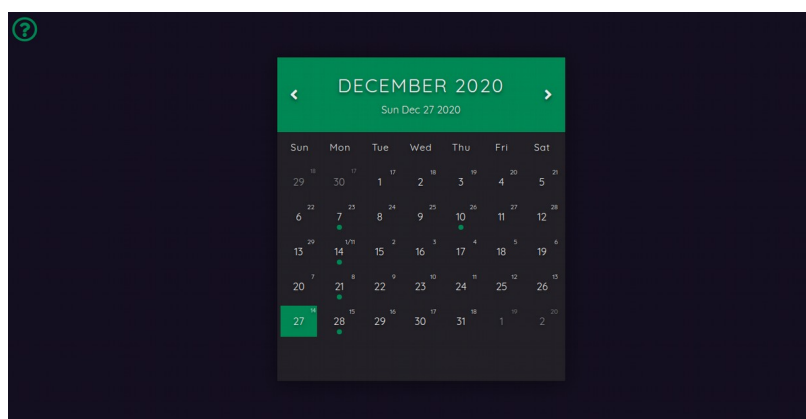 ?
DECEMBER 2020
Sun Dec 27 2020
Sun Mon Tue Wed Thu Fri Sat
29 30 1 17 2 18 3 19 4 20 5 21
6 22 7 23 8 24 9 25 10 26 11 27 12 28
13 29 14 1/11 15 2 16 3 17 4 18 5 19 6
20 7 21 8 22 9 23 10 24 11 25 12 26 13
27 14 28 15 29 16 30 17 31 18 1 19 2 20